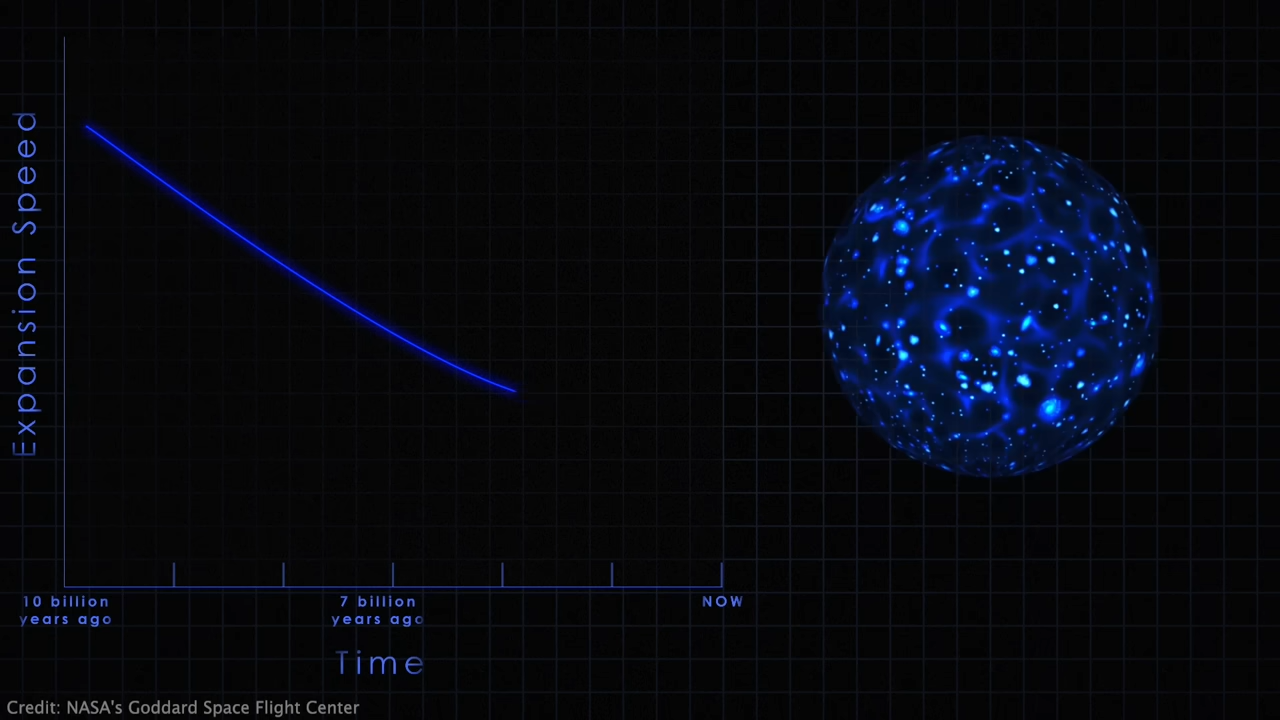 Expansion Speed
10 billion
years ago
7 billion
years ago
NOW
Time
Credit: NASA's Goddard Space Flight Center